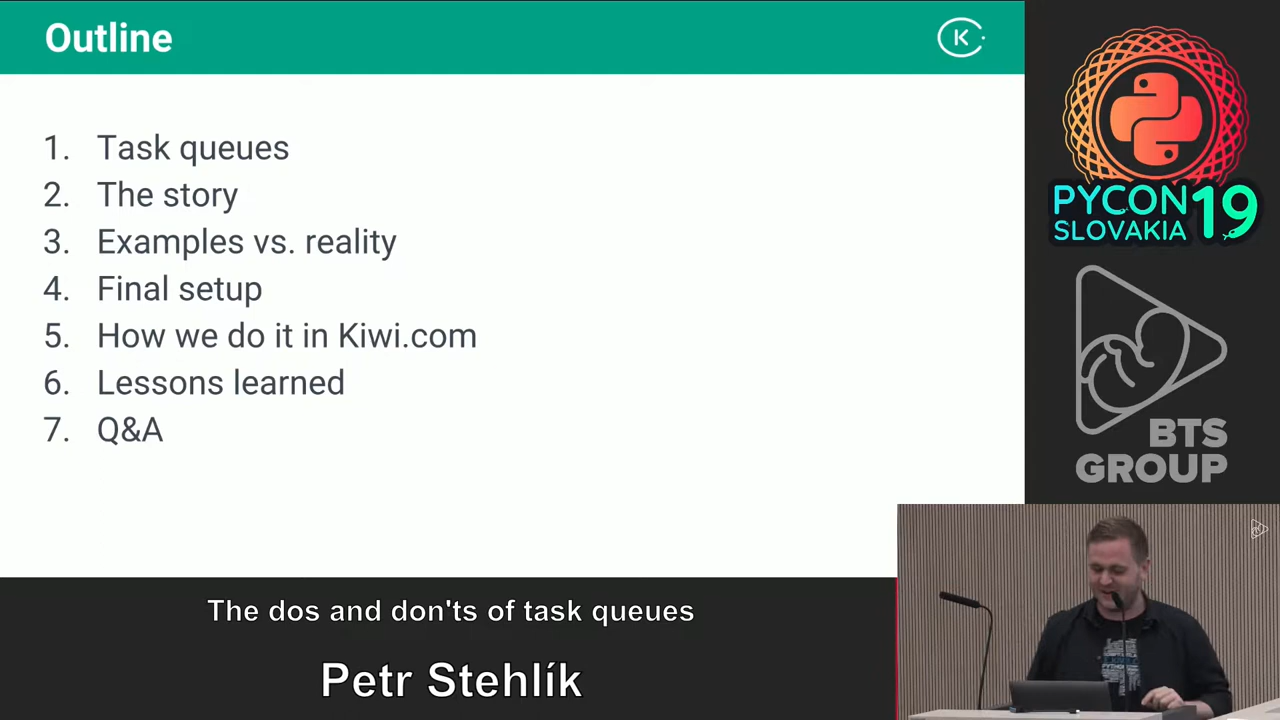 Outline
K
1. Task queues
2. The story
3. Examples vs. reality
4. Final setup
5. How we do it in Kiwi.com
6. Lessons learned
7. Q&A
PYCON 19
SLOVAKIA
BTS
GROUP
The dos and don'ts of task queues
Petr Stehlík